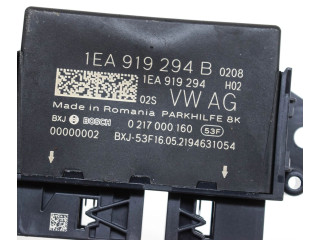 1EA 919 294 B 0208
1EA 919 294 H02
02S VW AG
Made in Romania PARKHILFE 8K
BXJ BOSCH 0 217 000 160 53F
00000002 BXJ-53F16.05.2194631054